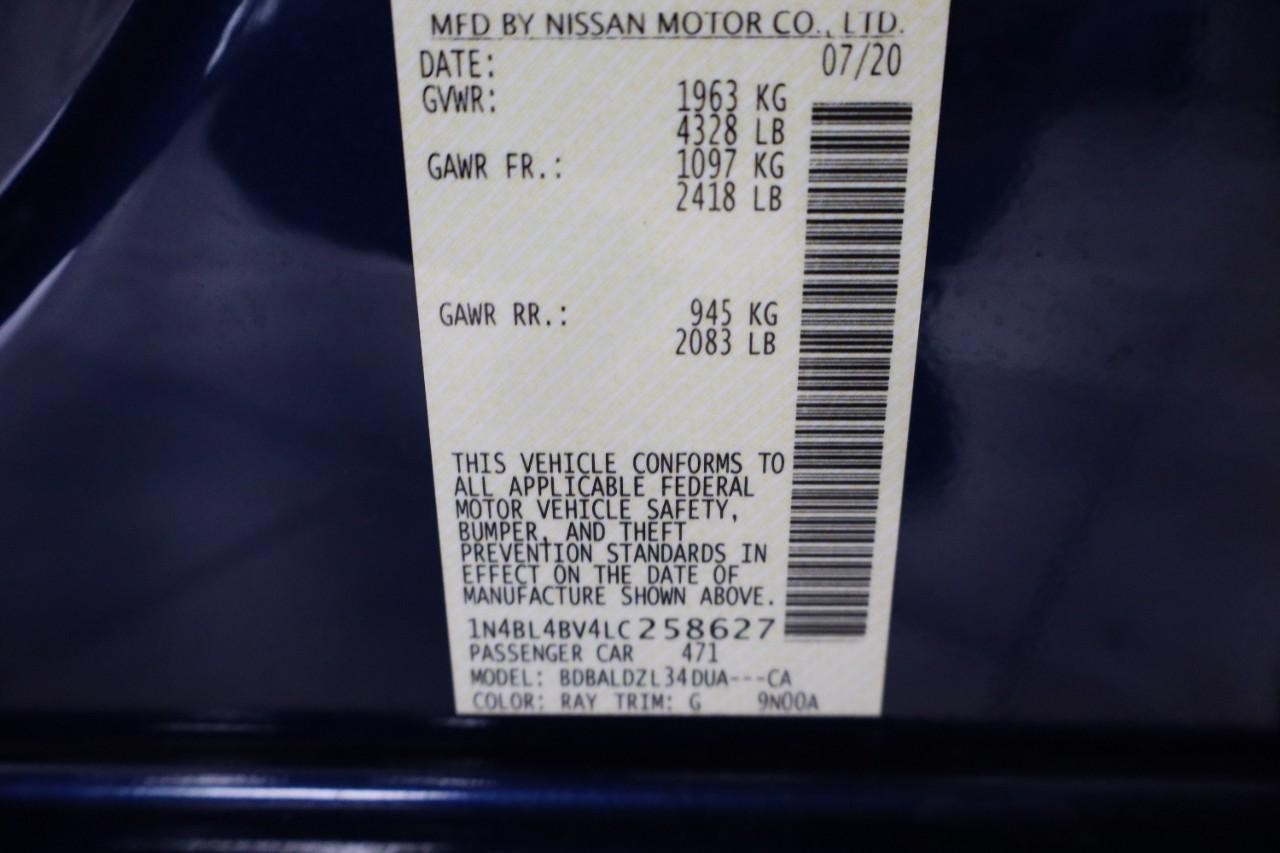 MFD BY NISSAN MOTOR CO., LTD.
DATE: 07/20
GVWR: 1963 KG
4328 LB
GAWR FR.: 1097 KG
2418 LB
GAWR RR.: 945 KG
2083 LB
THIS VEHICLE CONFORMS TO
ALL APPLICABLE FEDERAL
MOTOR VEHICLE SAFETY,
BUMPER, AND THEFT
PREVENTION STANDARDS IN
EFFECT ON THE DATE OF
MANUFACTURE SHOWN ABOVE.
1N4BL4BV4LC258627
PASSENGER CAR 471
MODEL: BDBALDZL34DUA---CA
COLOR: RAY TRIM: G 9N00A